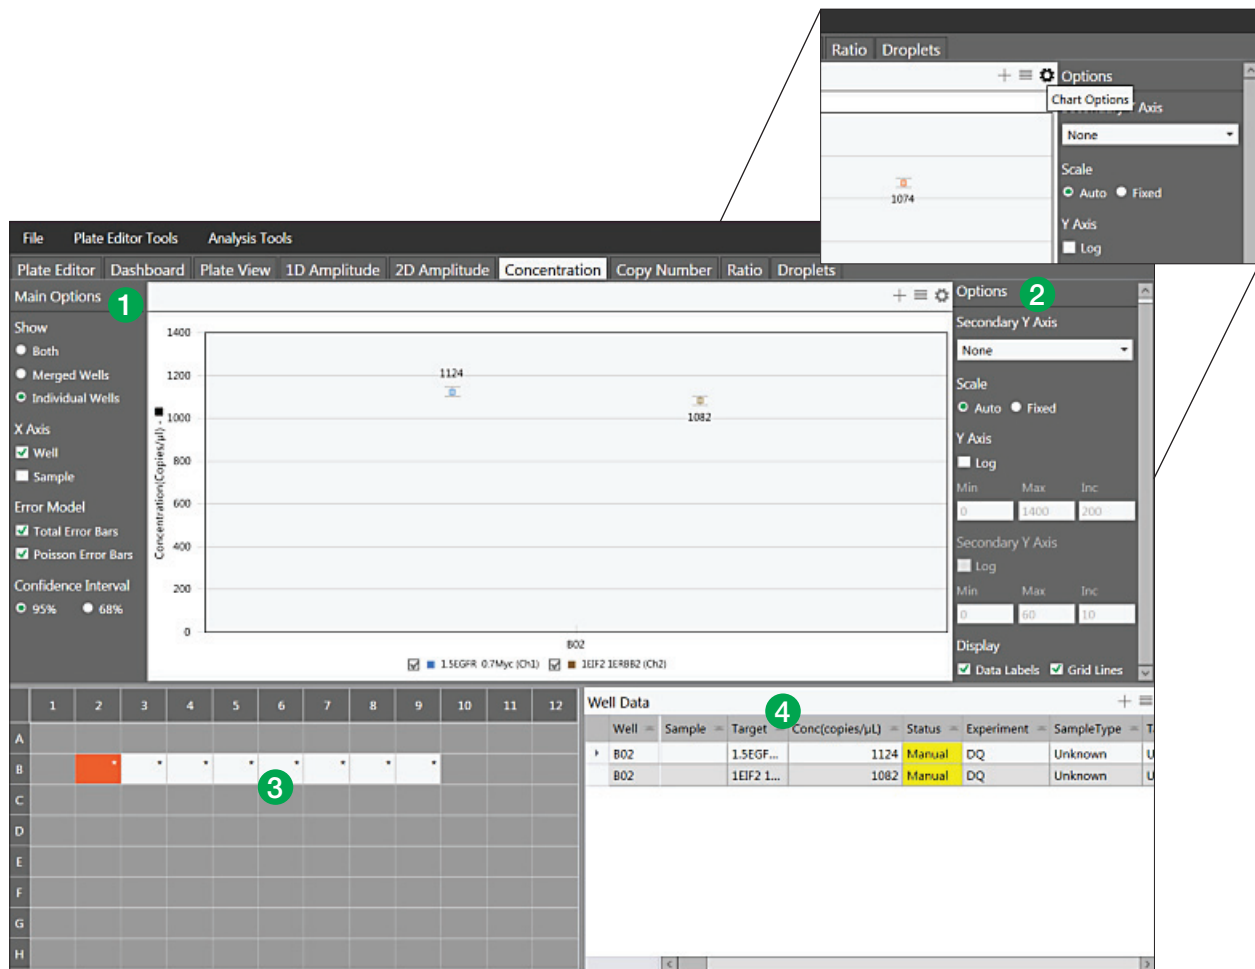 Ratio Droplets
Options
Chart Options
Secondary Y Axis
None
Scale
Auto Fixed
1074
Y Axis
Log
File Plate Editor Tools Analysis Tools
Plate Editor Dashboard Plate View 1D Amplitude 2D Amplitude Concentration Copy Number Ratio Droplets
Main Options
1
Show
Both
Merged Wells
Individual Wells
X Axis
Well
Sample
Error Model
Total Error Bars
Poisson Error Bars
Confidence Interval
95% 68%
Concentration(Copies/µl) -
1400
1200
1000
800
600
400
200
0
1124
1082
B02
1.5EGFR 0.7Myc (Ch1) 1EIF2 1ERBB2 (Ch2)
Options
2
Secondary Y Axis
None
Scale
Auto Fixed
Y Axis
Log
Min Max Inc
0 1400 200
Secondary Y Axis
Log
Min Max Inc
0 60 10
Display
Data Labels Grid Lines
1 2 3 4 5 6 7 8 9 10 11 12
A
B * * * * * * * *
3
C
D
E
F
G
H
Well Data
4
Well Sample Target Conc(copies/µL) Status Experiment SampleType
B02 1.5EGF... 1124 Manual DQ Unknown U
B02 1EIF2 1... 1082 Manual DQ Unknown U